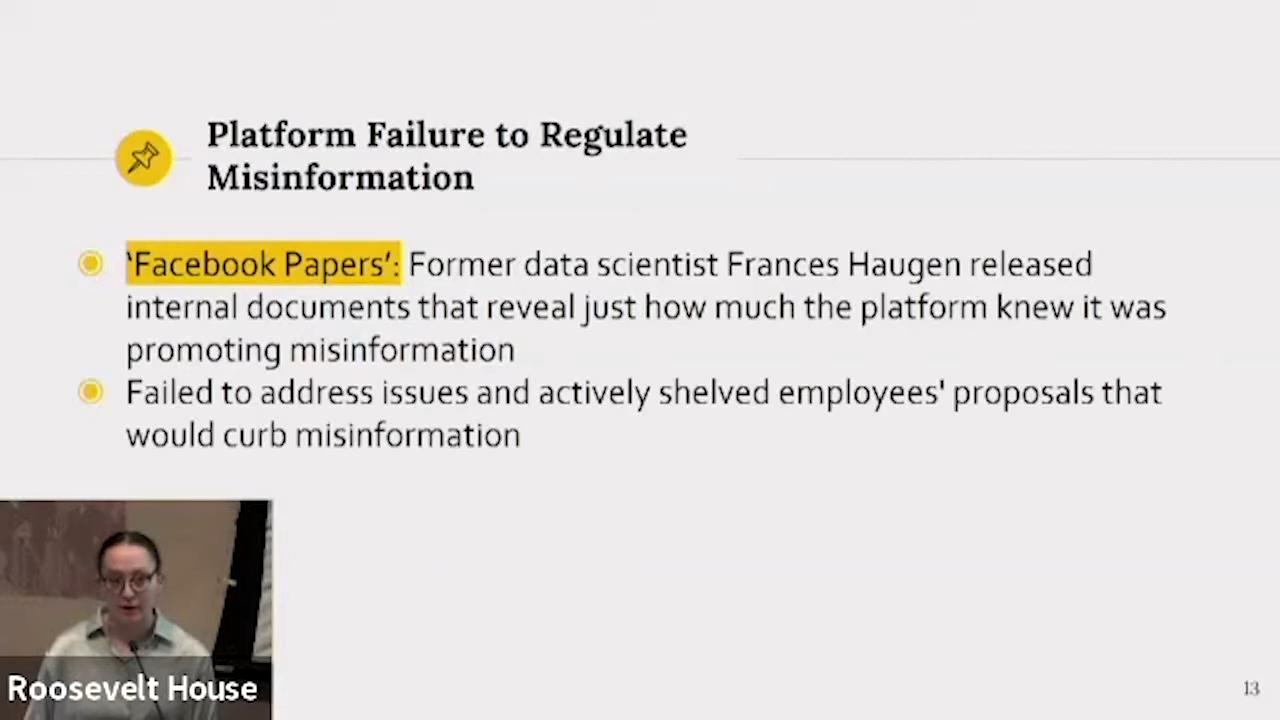 Platform Failure to Regulate
Misinformation
‘Facebook Papers‘: Former data scientist Frances Haugen released
internal documents that reveal just how much the platform knew it was
promoting misinformation
Failed to address issues and actively shelved employees' proposals that
would curb misinformation
Roosevelt House
13